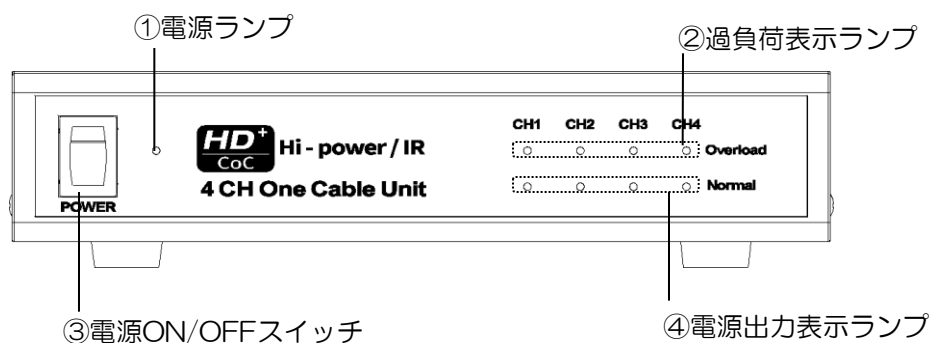 ①電源ランプ
②過負荷表示ランプ
CH1 CH2 CH3 CH4
HD+ CoC
Hi - power / IR
Overload
4 CH One Cable Unit
Normal
POWER
③電源ON/OFFスイッチ
④電源出力表示ランプ